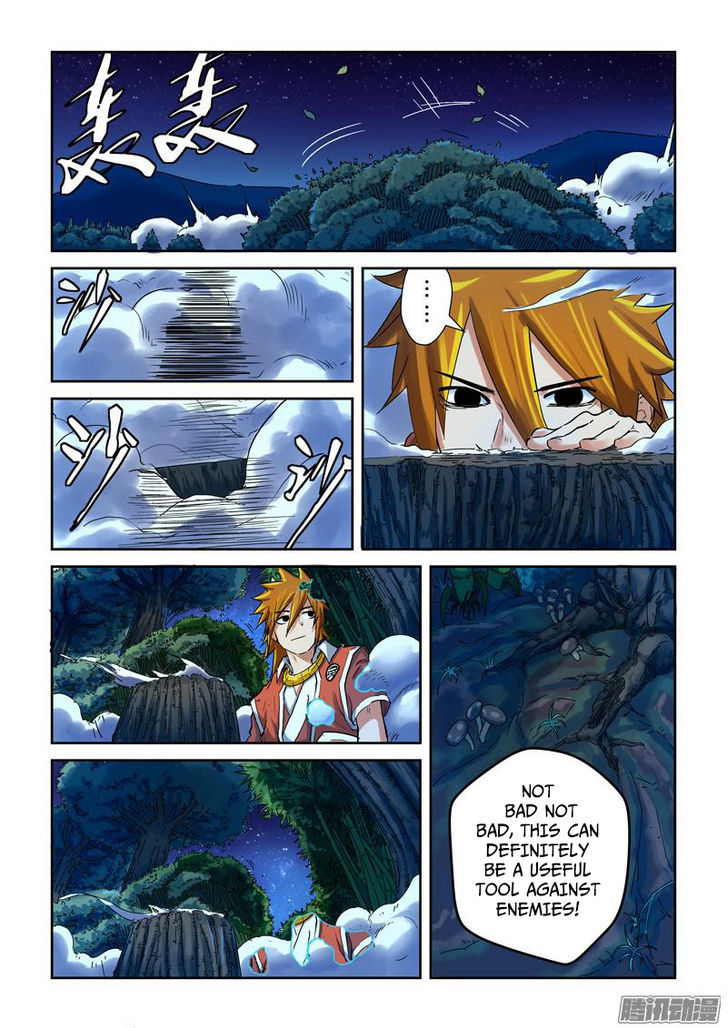 轰轰
沙
......
沙
沙
NOT
BAD NOT
BAD, THIS CAN
DEFINITELY
BE A USEFUL
TOOL AGAINST
ENEMIES!
腾讯动漫